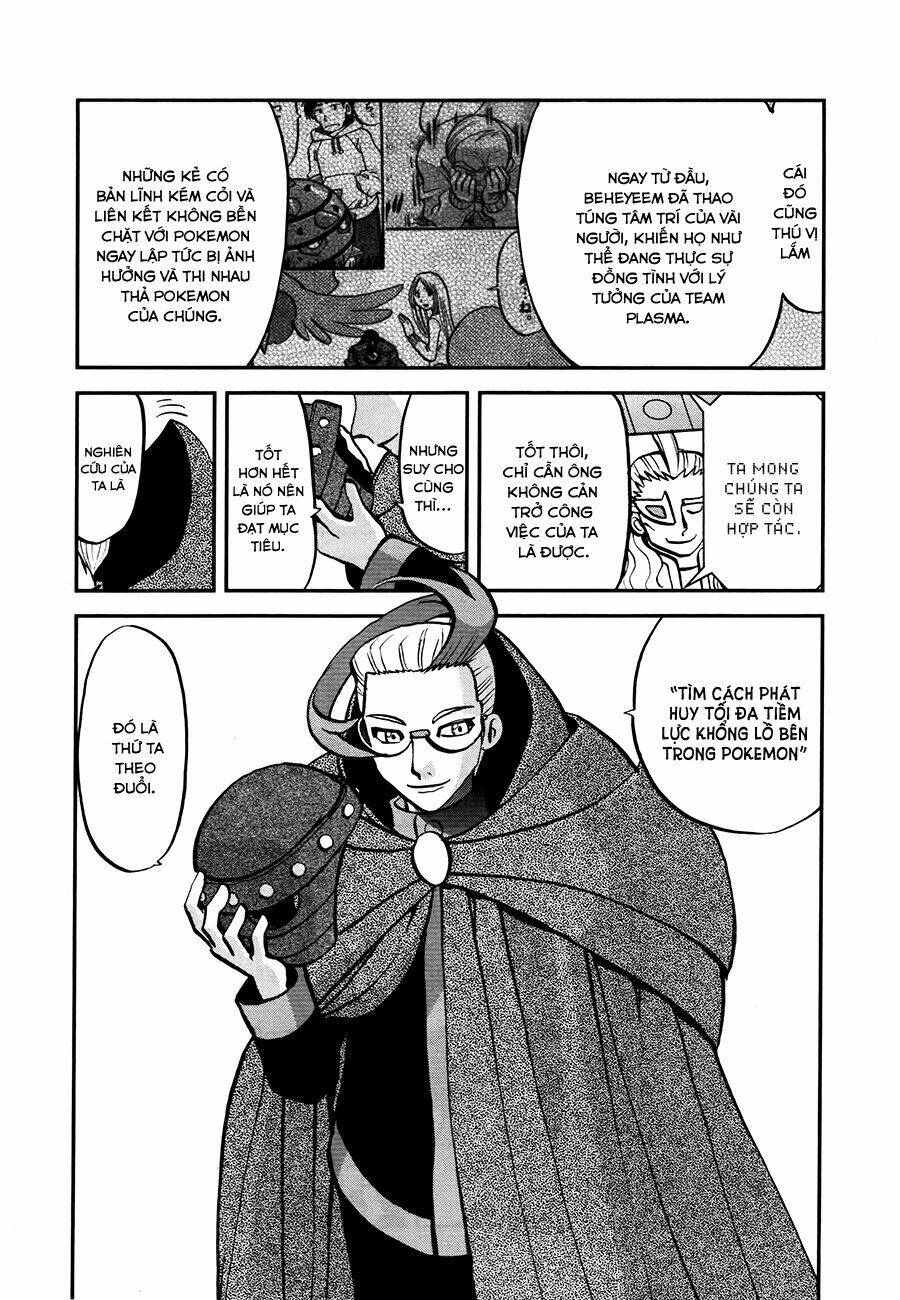 CÁI
ĐÓ
CŨNG
THÚ VỊ
LẮM
NGAY TỪ ĐẦU,
BEHEYEEM ĐÃ THAO
TÚNG TÂM TRÍ CỦA VÀI
NGƯỜI, KHIẾN HỌ NHƯ
THỂ ĐANG THỰC SỰ
ĐỒNG TÌNH VỚI LÝ
TƯỞNG CỦA TEAM
PLASMA.
NHỮNG KẺ CÓ
BẢN LĨNH KÉM CỎI VÀ
LIÊN KẾT KHÔNG BỀN
CHẶT VỚI POKEMON
NGAY LẬP TỨC BỊ ẢNH
HƯỞNG VÀ THI NHAU
THẢ POKEMON
CỦA CHÚNG.
TA MONG
CHÚNG TA
SẼ CÒN
HỢP TÁC.
TỐT THÔI,
CHỈ CẦN ÔNG
KHÔNG CẢN
TRỞ CÔNG
VIỆC CỦA TA
LÀ ĐƯỢC.
NHƯNG
SUY CHO
CÙNG
THÌ...
TỐT
HƠN HẾT
LÀ NÓ NÊN
GIÚP TA
ĐẠT MỤC
TIÊU.
NGHIÊN
CỨU CỦA
TA LÀ
"TÌM CÁCH PHÁT
HUY TỐI ĐA TIỀM
LỰC KHỔNG LỒ BÊN
TRONG POKEMON"
ĐÓ LÀ
THỨ TA
THEO
ĐUỔI.